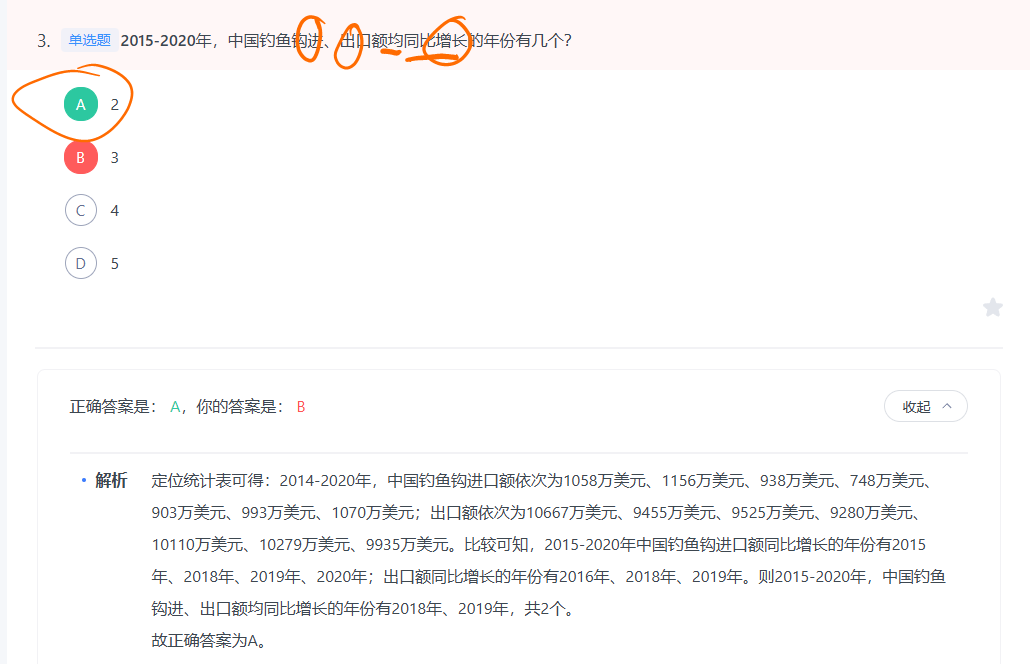 3. 单选题 2015-2020年，中国钓鱼钩进、出口额均同比增长的年份有几个？
A 2
B 3
C 4
D 5
正确答案是： A，你的答案是： B
收起
解析 定位统计表可得：2014-2020年，中国钓鱼钩进口额依次为1058万美元、1156万美元、938万美元、748万美元、
903万美元、993万美元、1070万美元；出口额依次为10667万美元、9455万美元、9525万美元、9280万美元、
10110万美元、10279万美元、9935万美元。比较可知，2015-2020年中国钓鱼钩进口额同比增长的年份有2015
年、2018年、2019年、2020年；出口额同比增长的年份有2016年、2018年、2019年。则2015-2020年，中国钓鱼
钩进、出口额均同比增长的年份有2018年、2019年，共2个。
故正确答案为A。